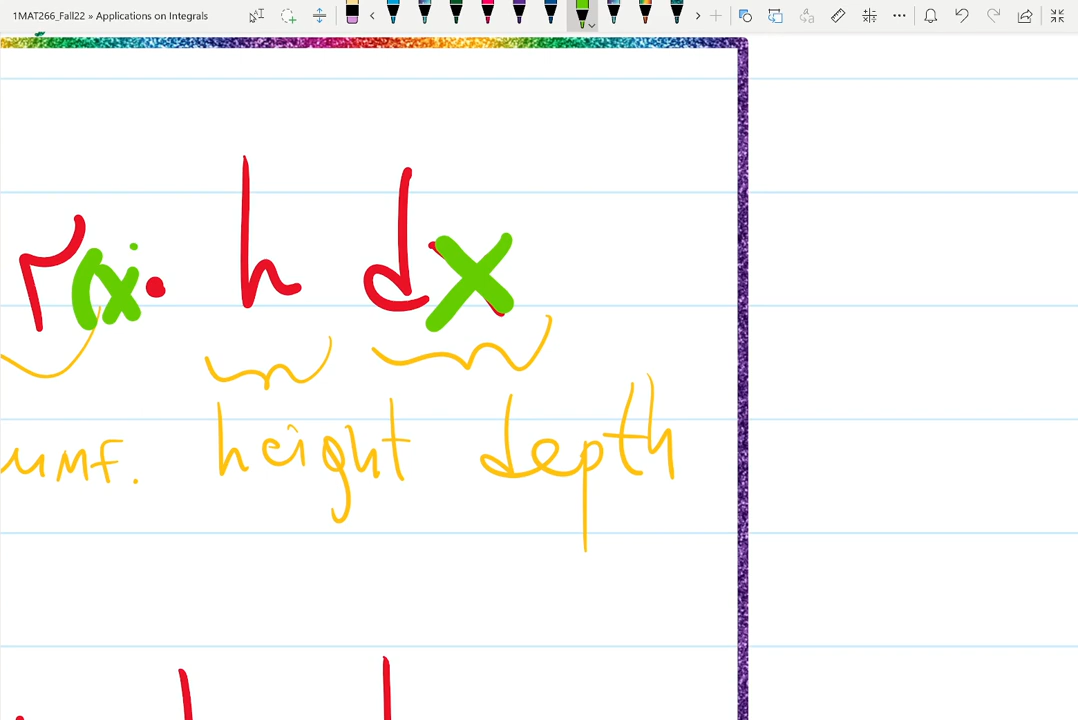 1MAT266_Fall22 » Applications on Integrals
r(x · h dx
umf. height depth